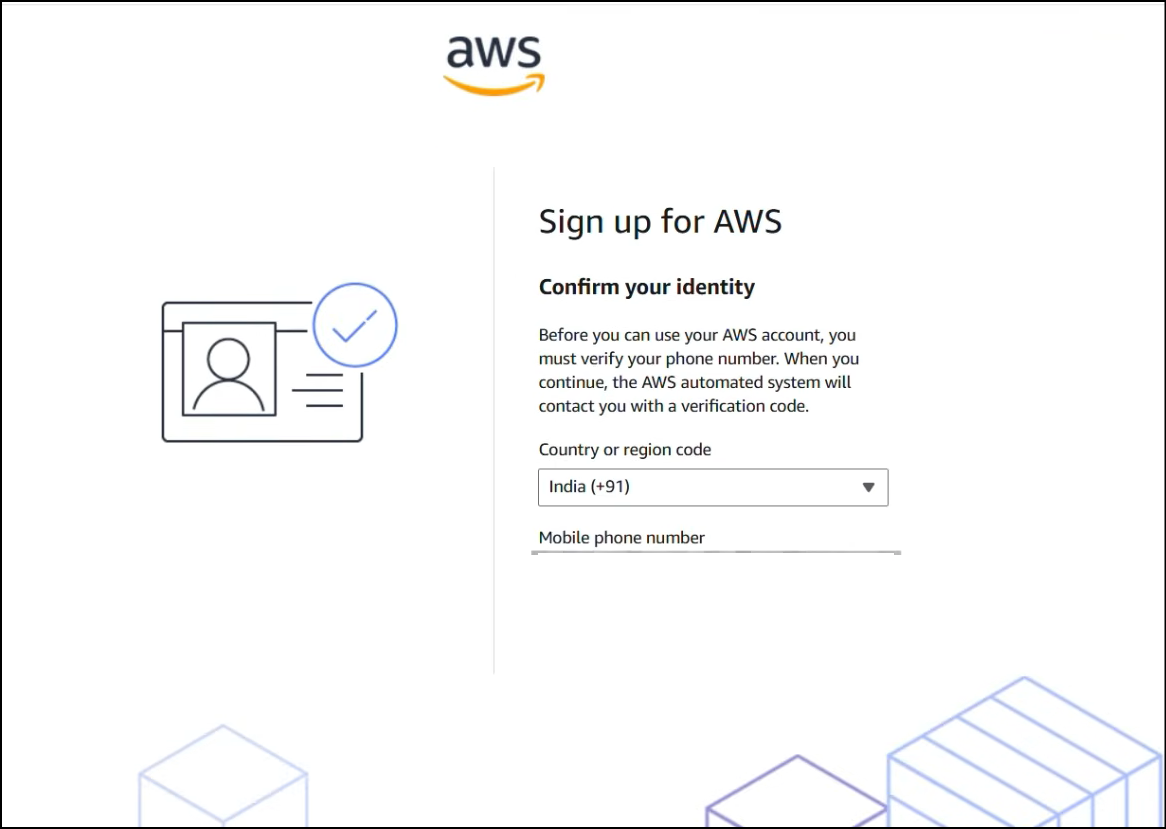 aws
Sign up for AWS
Confirm your identity
Before you can use your AWS account, you
must verify your phone number. When you
continue, the AWS automated system will
contact you with a verification code.
Country or region code
India (+91)
Mobile phone number